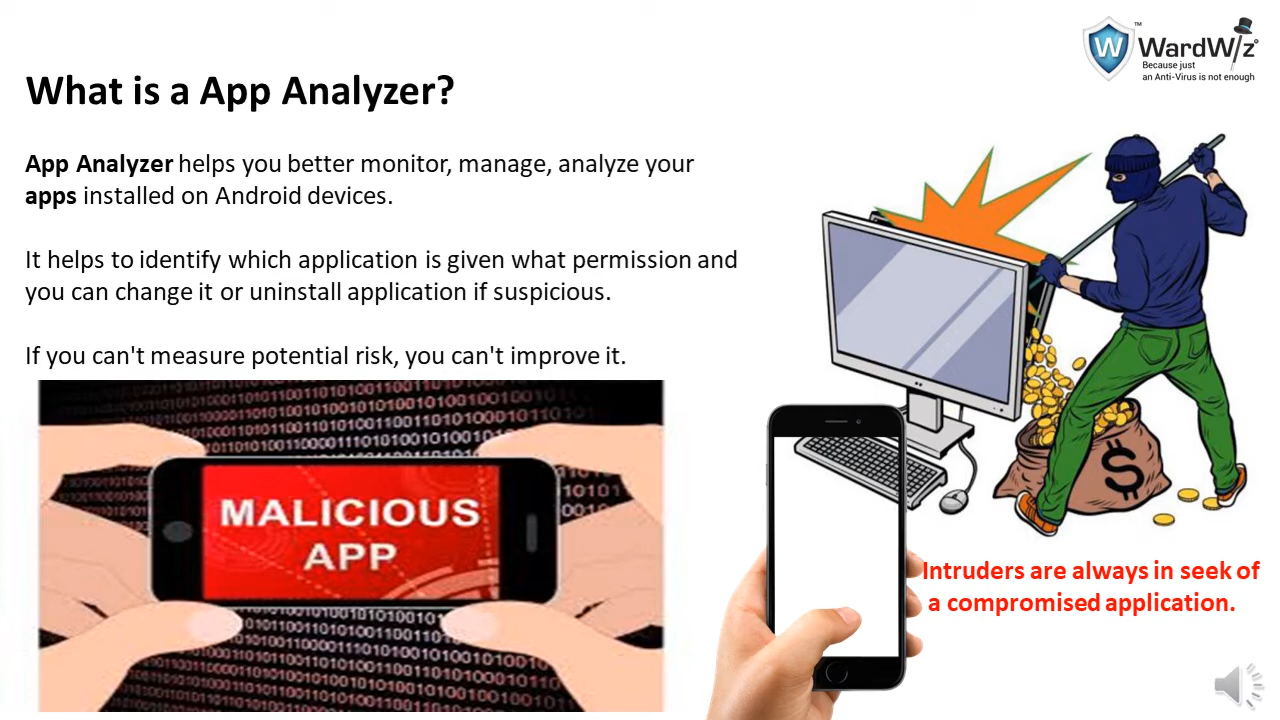 WardWiz
™
Because just
an Anti-Virus is not enough
What is a App Analyzer?
App Analyzer helps you better monitor, manage, analyze your
apps installed on Android devices.
It helps to identify which application is given what permission and
you can change it or uninstall application if suspicious.
If you can't measure potential risk, you can't improve it.
MALICIOUS
APP
$
Intruders are always in seek of
a compromised application.